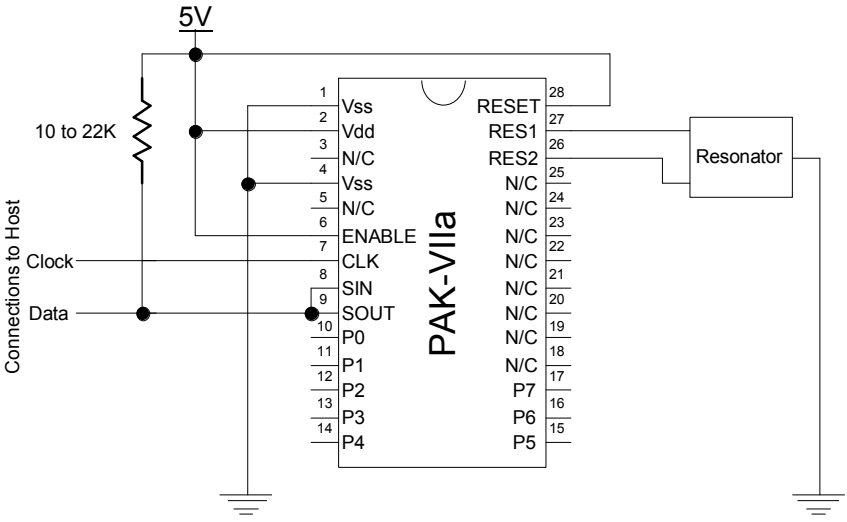 5V
10 to 22K
Connections to Host
Clock
Data
PAK-VIIa
1 Vss
2 Vdd
3 N/C
4 Vss
5 N/C
6 ENABLE
7 CLK
8 SIN
9 SOUT
10 P0
11 P1
12 P2
13 P3
14 P4
28 RESET
27 RES1
26 RES2
25 N/C
24 N/C
23 N/C
22 N/C
21 N/C
20 N/C
19 N/C
18 N/C
17 P7
16 P6
15 P5
Resonator